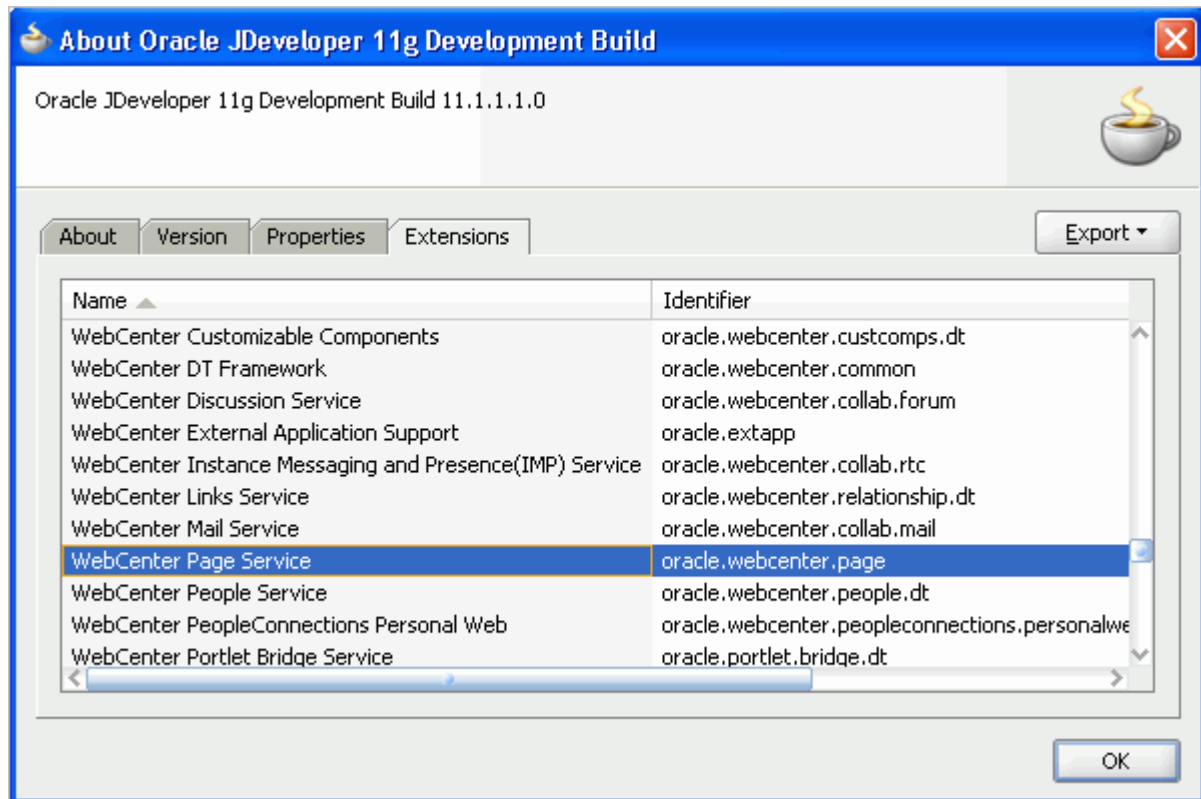 About Oracle JDeveloper 11g Development Build
Oracle JDeveloper 11g Development Build 11.1.1.1.0
About Version Properties Extensions Export
Name Identifier
WebCenter Customizable Components oracle.webcenter.custcomps.dt
WebCenter DT Framework oracle.webcenter.common
WebCenter Discussion Service oracle.webcenter.collab.forum
WebCenter External Application Support oracle.extapp
WebCenter Instance Messaging and Presence(IMP) Service oracle.webcenter.collab.rtc
WebCenter Links Service oracle.webcenter.relationship.dt
WebCenter Mail Service oracle.webcenter.collab.mail
WebCenter Page Service oracle.webcenter.page
WebCenter People Service oracle.webcenter.people.dt
WebCenter PeopleConnections Personal Web oracle.webcenter.peopleconnections.personalwe
WebCenter Portlet Bridge Service oracle.portlet.bridge.dt
OK